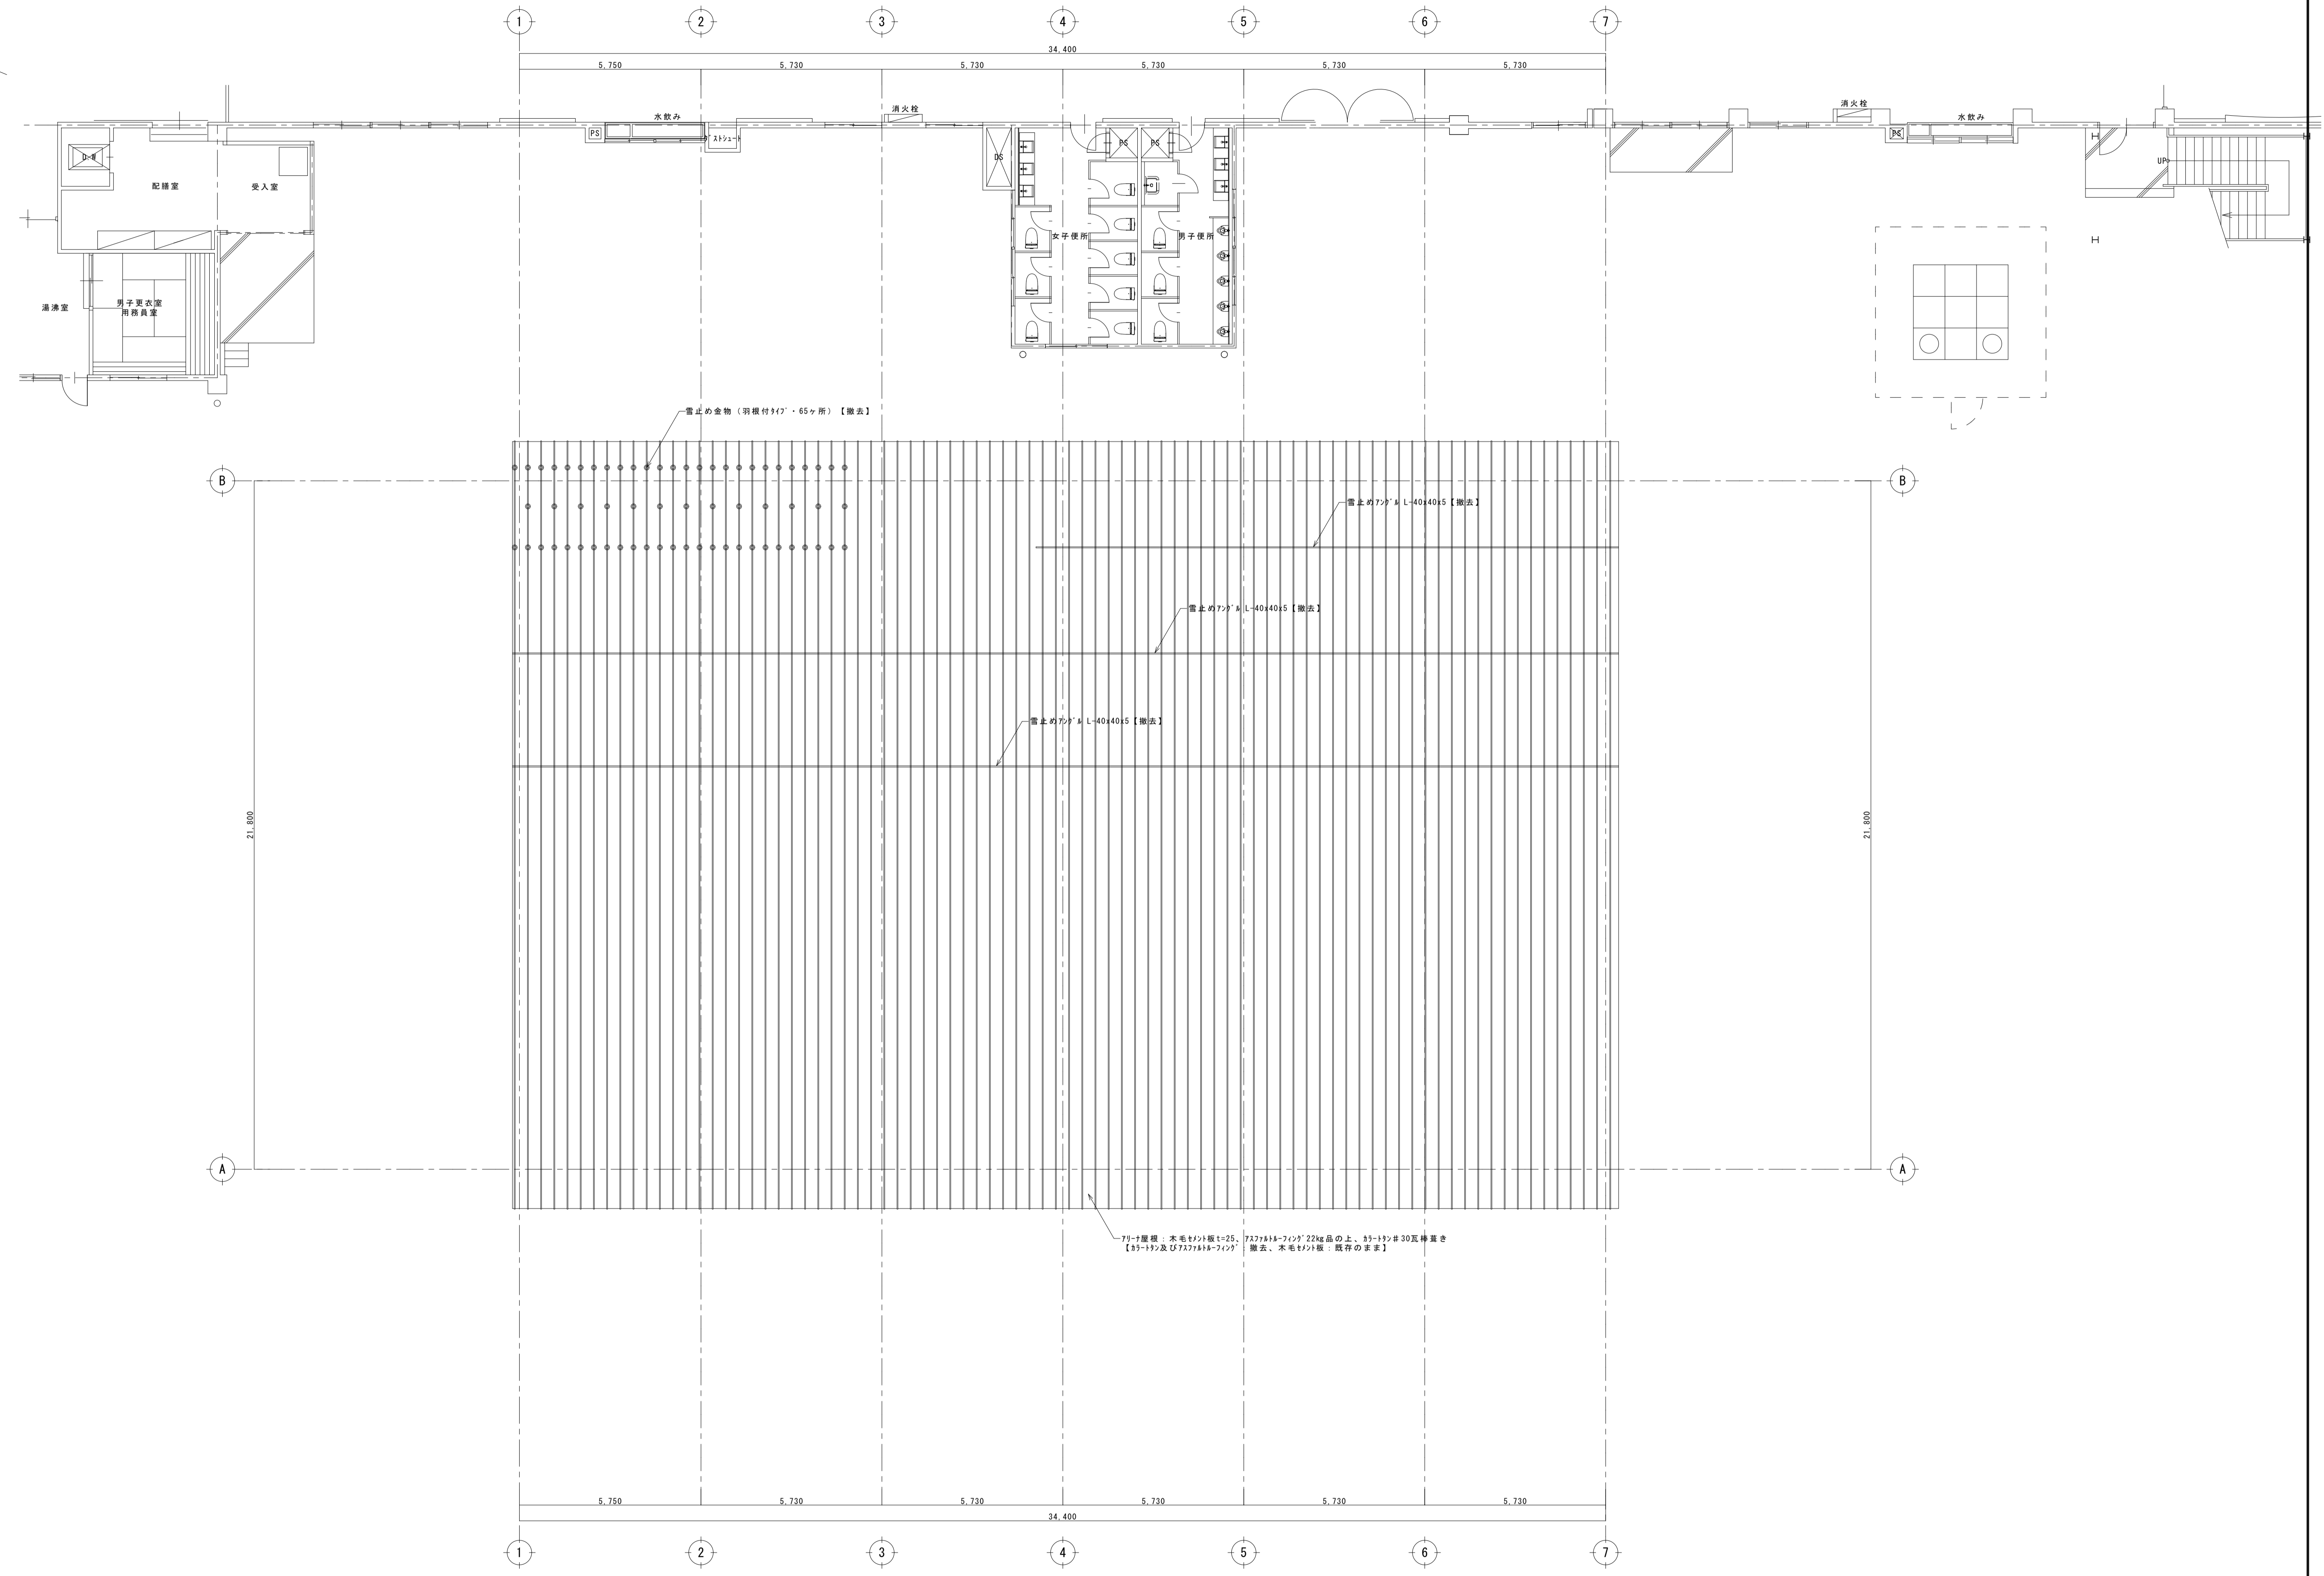 1 2 3 4 5 6 7
34,400
5,750 5,730 5,730 5,730 5,730 5,730
消火栓
消火栓
水飲み
水飲み
PS
ﾀﾞｽﾄシュート
DS
PS
PS
PS
UP
D-W
配膳室
受入室
女子便所
男子便所
湯沸室
男子更衣室
用務員室
雪止め金物（羽根付ﾀｲﾌﾟ・65ヶ所）【撤去】
B
B
雪止めｱﾝｸﾞﾙ L-40x40x5【撤去】
雪止めｱﾝｸﾞﾙ L-40x40x5【撤去】
雪止めｱﾝｸﾞﾙ L-40x40x5【撤去】
21,800
21,800
A
A
ｱﾘｰﾅ屋根：木毛ｾﾒﾝﾄ板t=25、ｱｽﾌｧﾙﾄﾙｰﾌｨﾝｸﾞ22kg品の上、ｶﾗｰﾄﾀﾝ＃30瓦棒葺き
【ｶﾗｰﾄﾀﾝ及びｱｽﾌｧﾙﾄﾙｰﾌｨﾝｸﾞ：撤去、木毛ｾﾒﾝﾄ板：既存のまま】
5,750 5,730 5,730 5,730 5,730 5,730
34,400
1 2 3 4 5 6 7